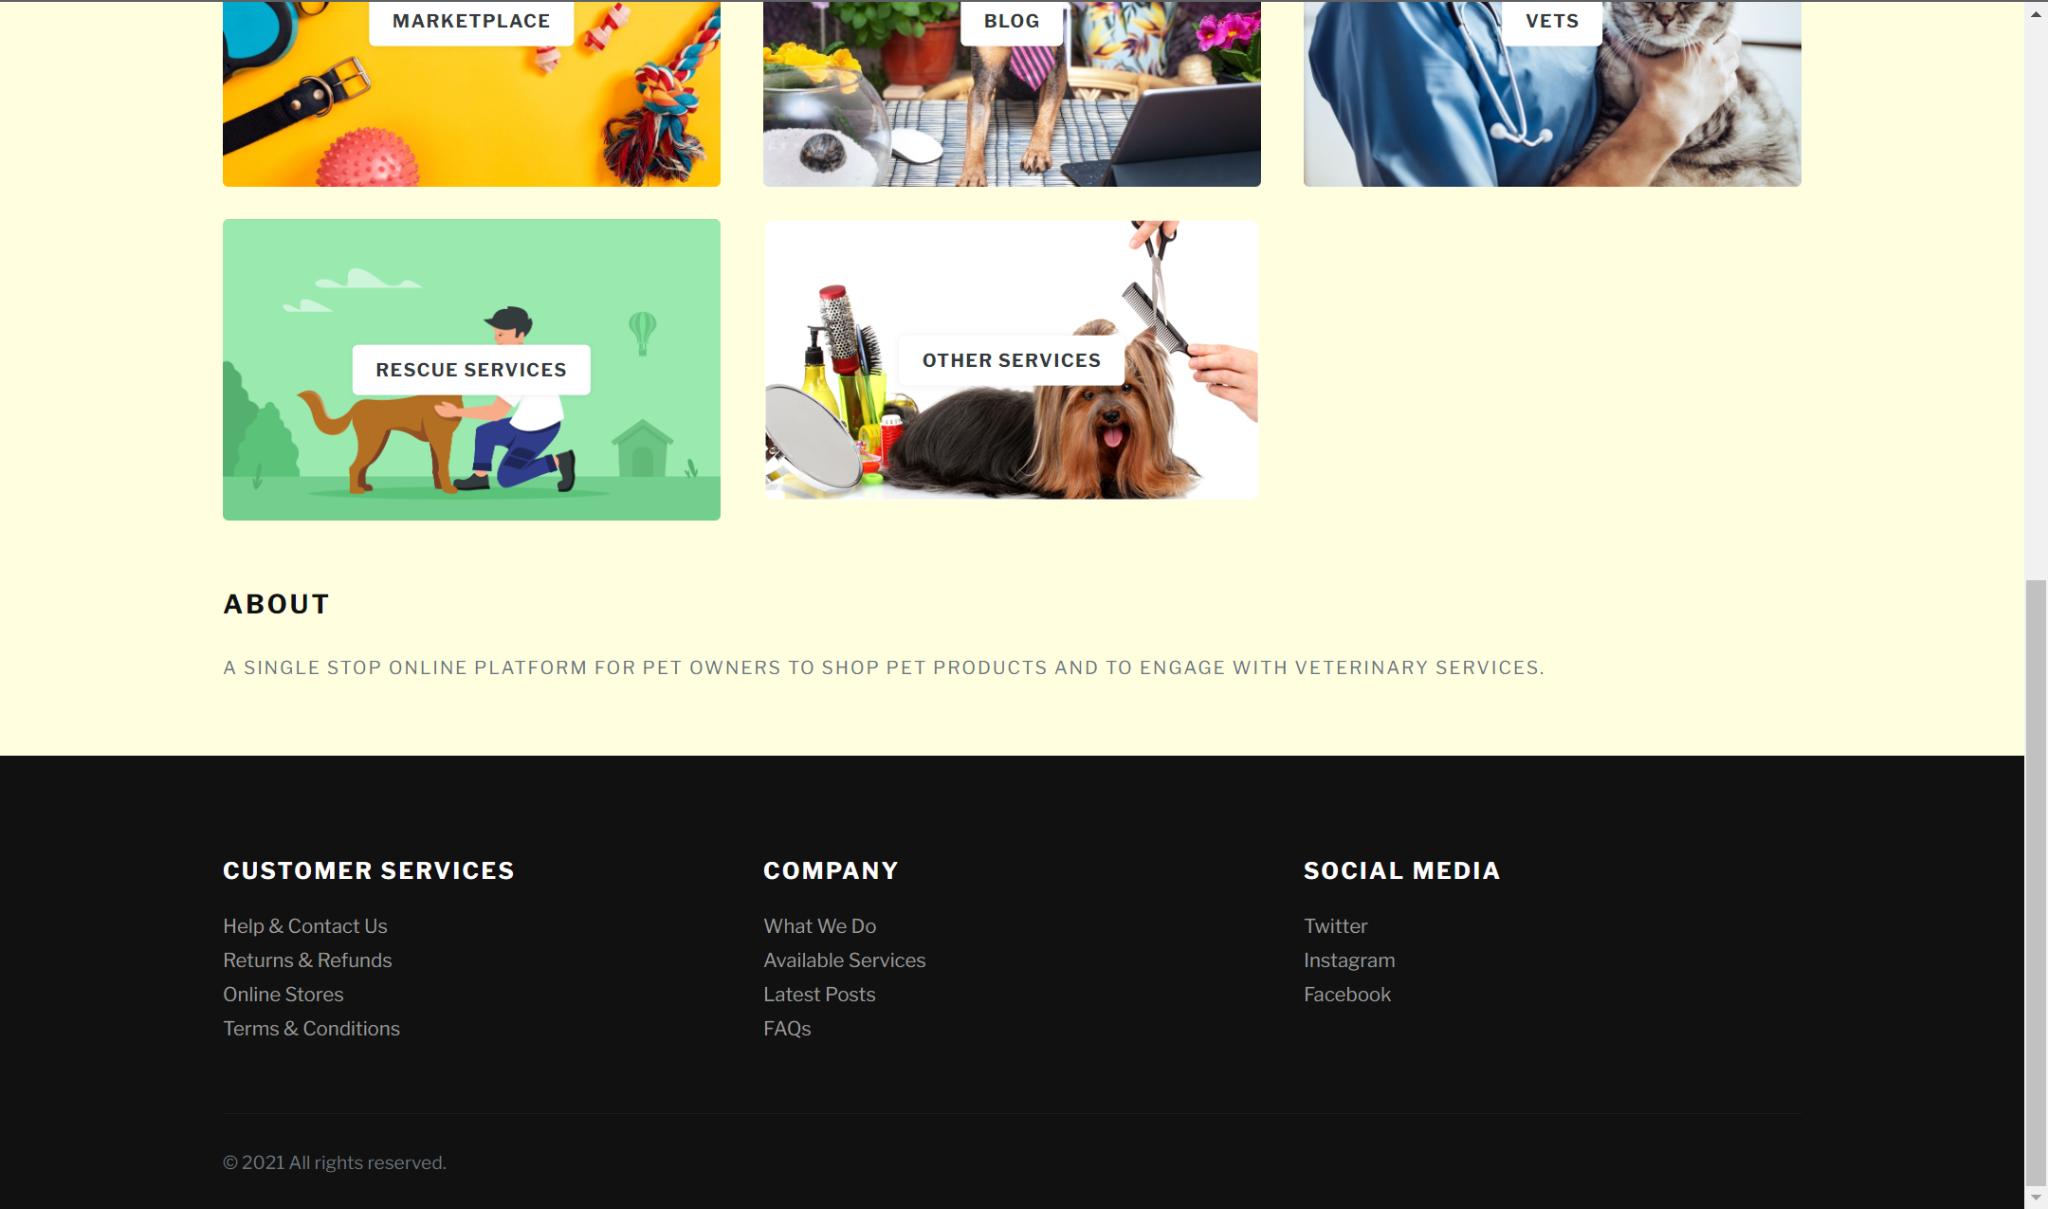 MARKETPLACE
BLOG
VETS
RESCUE SERVICES
OTHER SERVICES
ABOUT
A SINGLE STOP ONLINE PLATFORM FOR PET OWNERS TO SHOP PET PRODUCTS AND TO ENGAGE WITH VETERINARY SERVICES.
CUSTOMER SERVICES
Help & Contact Us
Returns & Refunds
Online Stores
Terms & Conditions
COMPANY
What We Do
Available Services
Latest Posts
FAQs
SOCIAL MEDIA
Twitter
Instagram
Facebook
© 2021 All rights reserved.